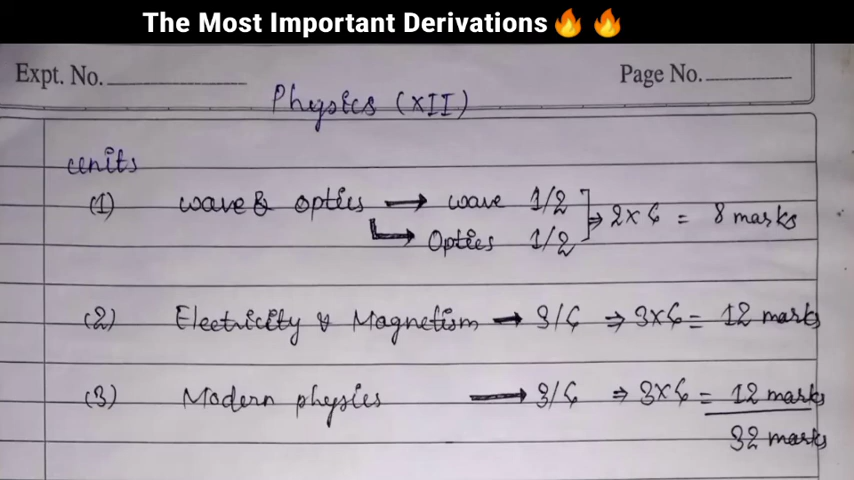 The Most Important Derivations🔥🔥
Expt. No.
Page No.
Physics (XII)
units
(1) wave & optics → wave 1/2
↳ Optics 1/2 ⇒ 2×4 = 8 marks
(2) Electricity & Magnetism → 3/4 ⇒ 3×4 = 12 marks
(3) Modern physics → 3/4 ⇒ 3×4 = 12 marks
32 marks